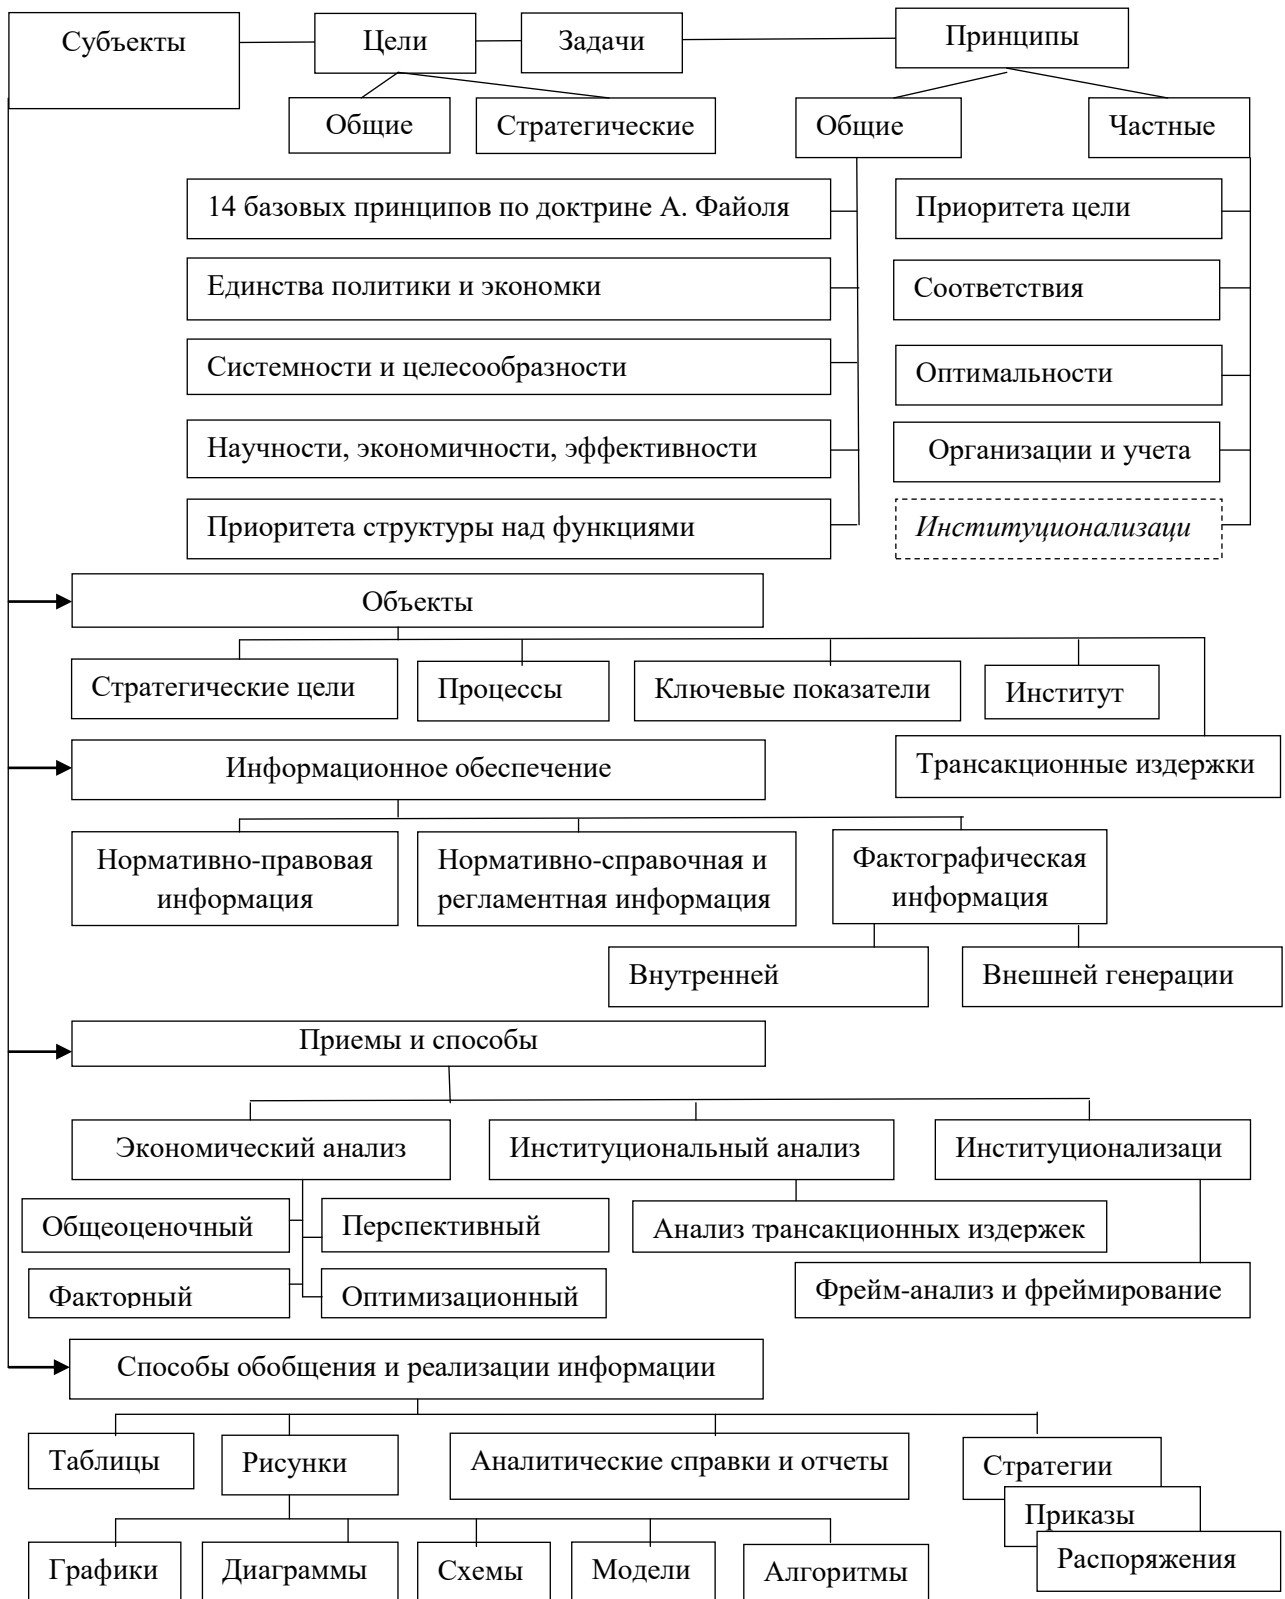 Субъекты
Цели
Задачи
Принципы
Общие
Стратегические
Общие
Частные
14 базовых принципов по доктрине А. Файоля
Приоритета цели
Единства политики и экономки
Соответствия
Системности и целесообразности
Оптимальности
Научности, экономичности, эффективности
Организации и учета
Приоритета структуры над функциями
Институционализаци
Объекты
Стратегические цели
Процессы
Ключевые показатели
Институт
Трансакционные издержки
Информационное обеспечение
Нормативно-правовая
информация
Нормативно-справочная и
регламентная информация
Фактографическая
информация
Внутренней
Внешней генерации
Приемы и способы
Экономический анализ
Институциональный анализ
Институционализаци
Общеоценочный
Перспективный
Анализ трансакционных издержек
Факторный
Оптимизационный
Фрейм-анализ и фреймирование
Способы обобщения и реализации информации
Таблицы
Рисунки
Аналитические справки и отчеты
Стратегии
Приказы
Распоряжения
Графики
Диаграммы
Схемы
Модели
Алгоритмы